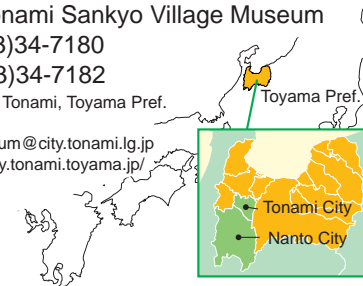 onami Sankyo Village Museum
)34-7180
)34-7182
Tonami, Toyama Pref.
Toyama Pref.
um@city.tonami.lg.jp
y.tonami.toyama.jp/
Tonami City
Nanto City